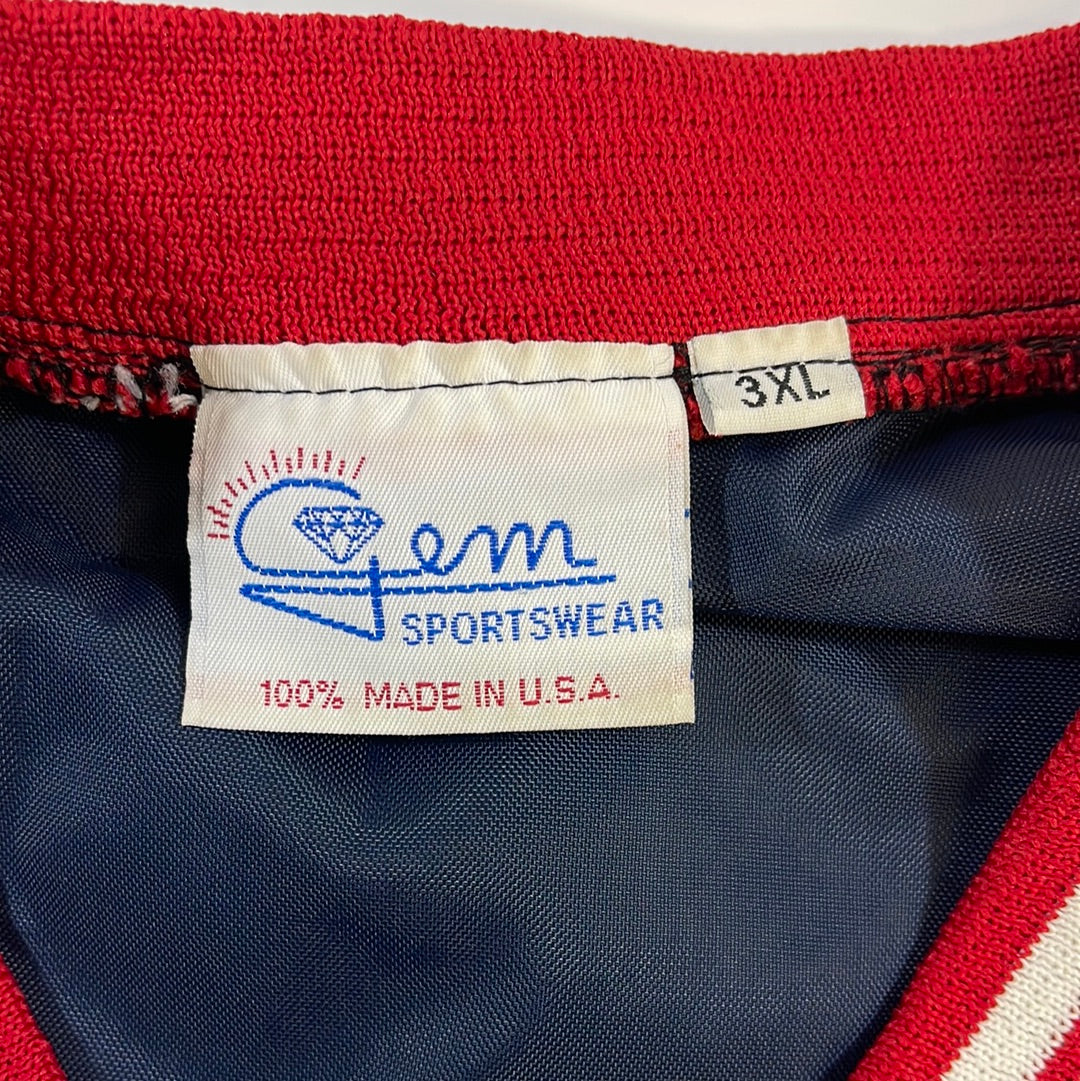 3XL
Gem
SPORTSWEAR
100% MADE IN U.S.A.